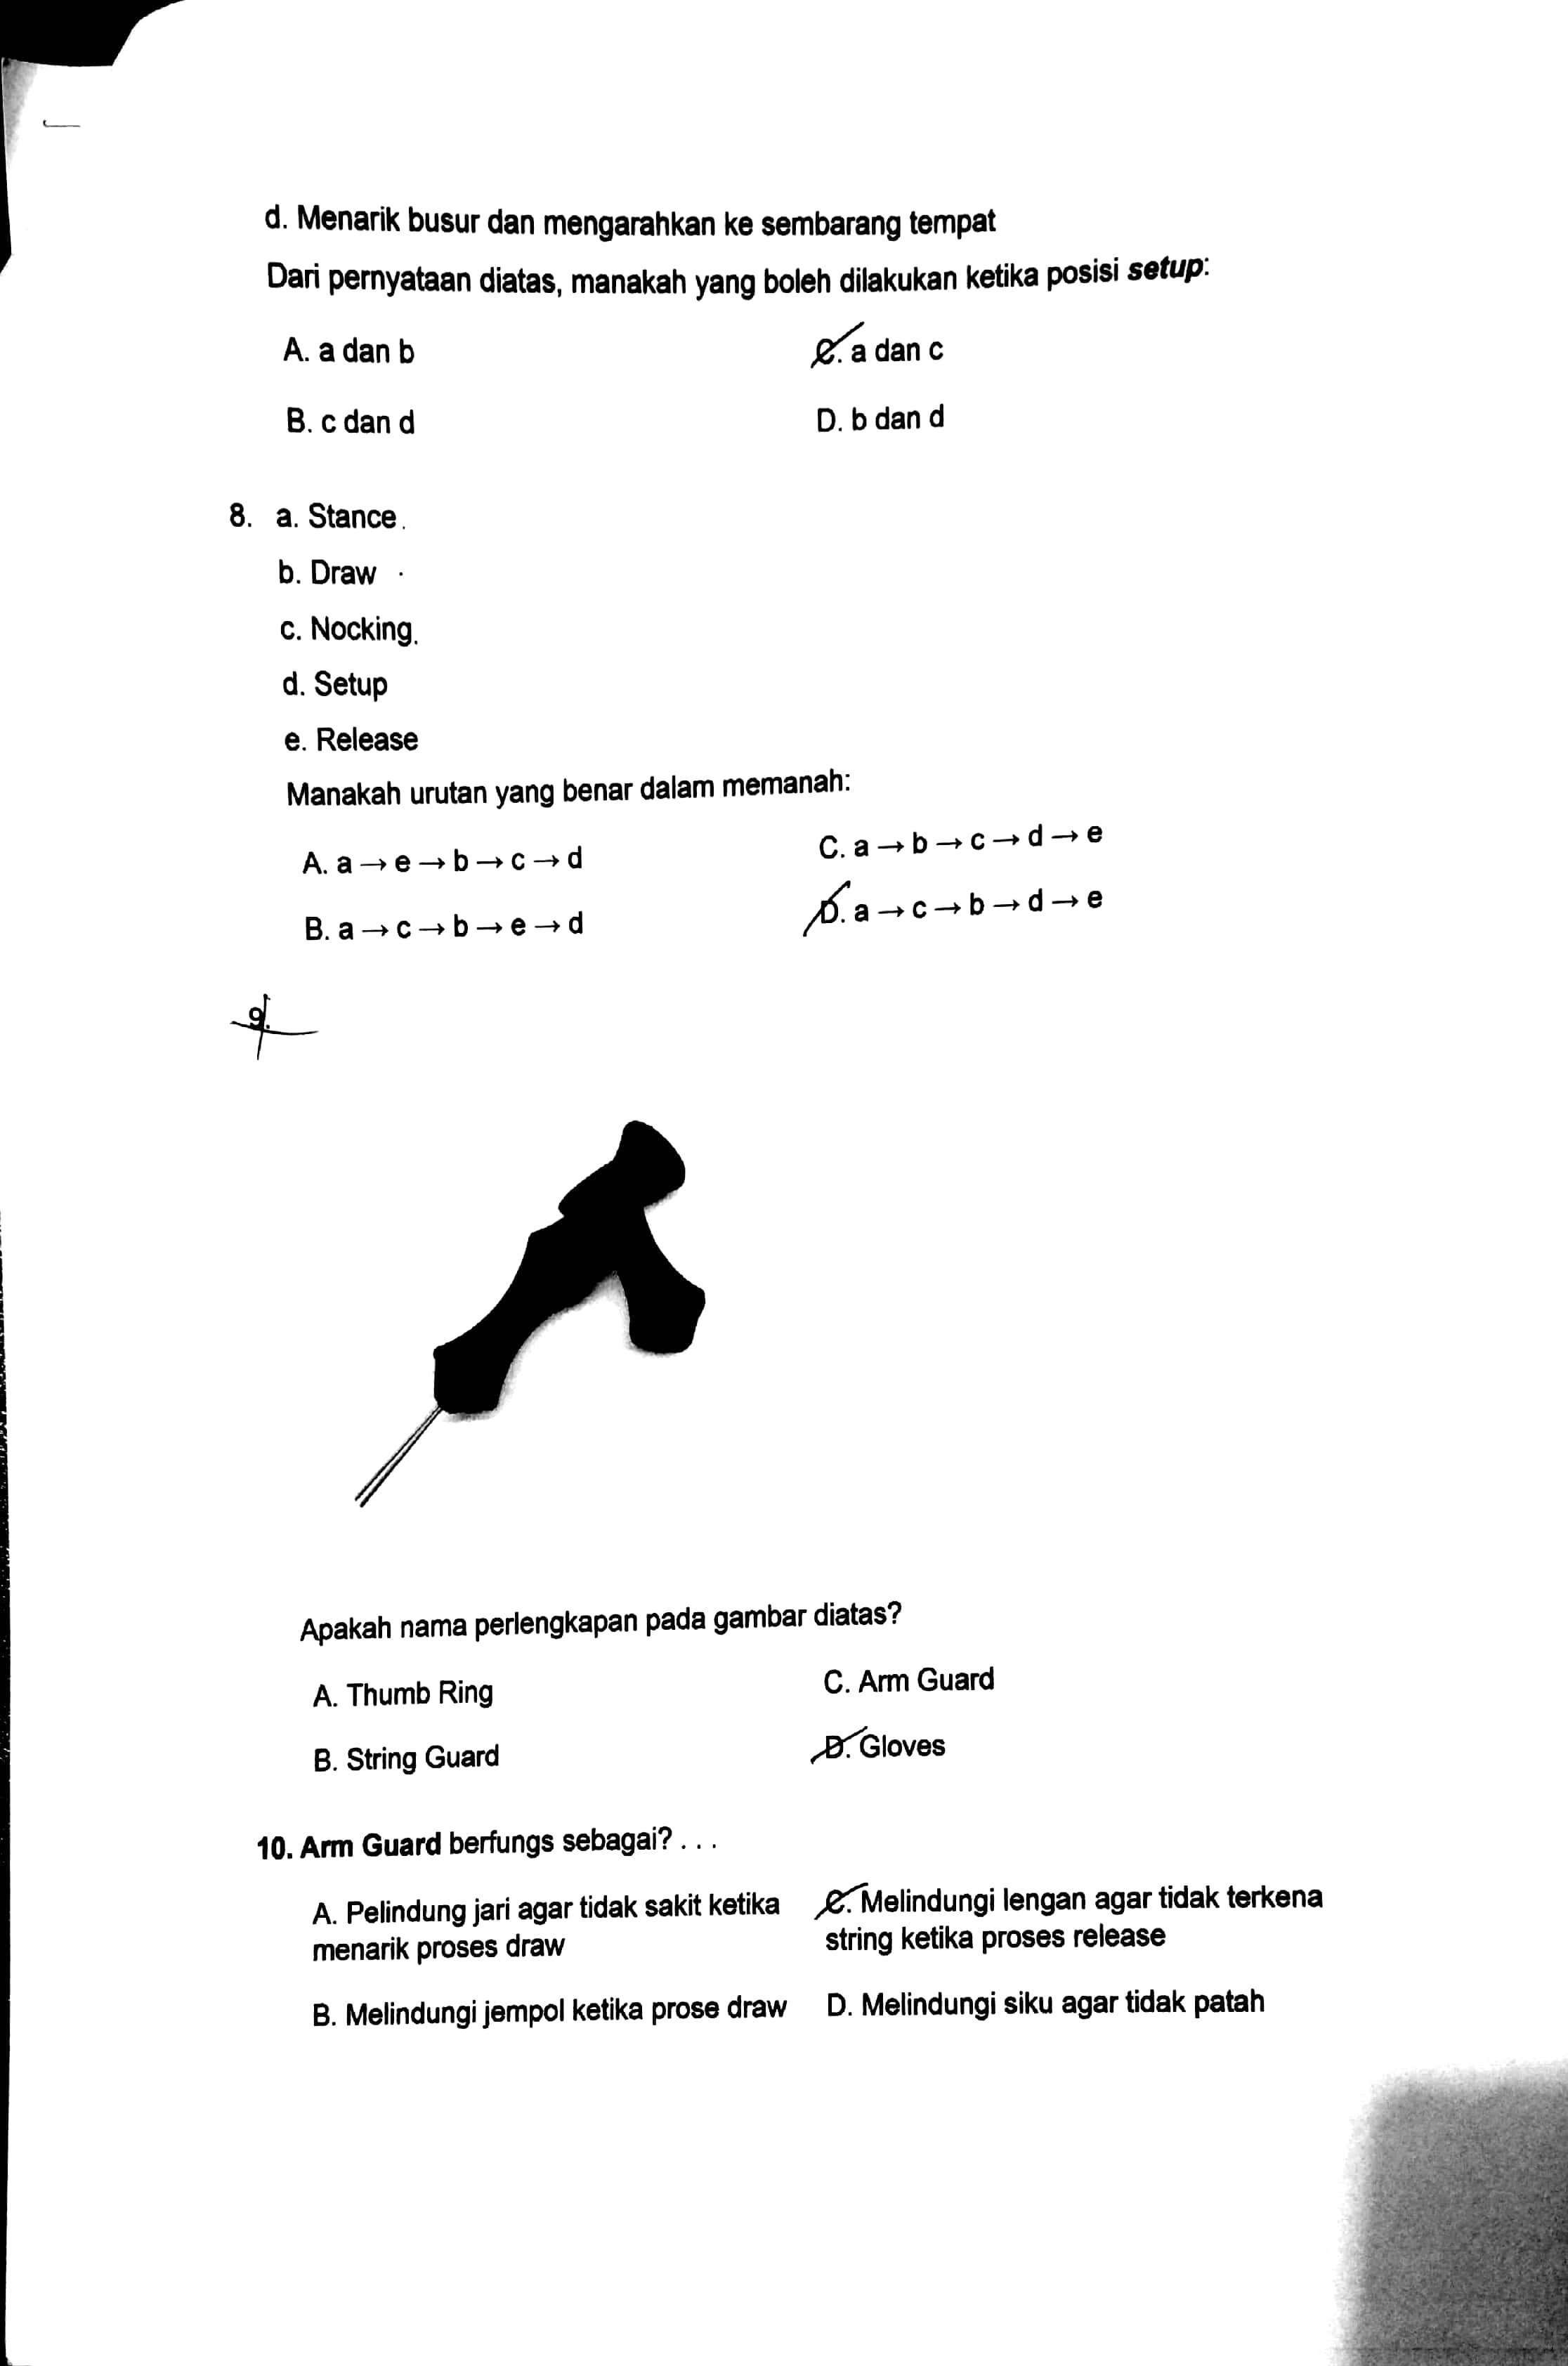 d. Menarik busur dan mengarahkan ke sembarang tempat
Dari pernyataan diatas, manakah yang boleh dilakukan ketika posisi setup:
A. a dan b
C. a dan c
B. c dan d
D. b dan d
8. a. Stance
b. Draw
c. Nocking
d. Setup
e. Release
Manakah urutan yang benar dalam memanah:
A. a → e → b → c → d
C. a → b → c → d → e
B. a → c → b → e → d
D. a → c → b → d → e
9.
Apakah nama perlengkapan pada gambar diatas?
A. Thumb Ring
C. Arm Guard
B. String Guard
D. Gloves
10. Arm Guard berfungs sebagai? . . .
A. Pelindung jari agar tidak sakit ketika
menarik proses draw
C. Melindungi lengan agar tidak terkena
string ketika proses release
B. Melindungi jempol ketika prose draw
D. Melindungi siku agar tidak patah